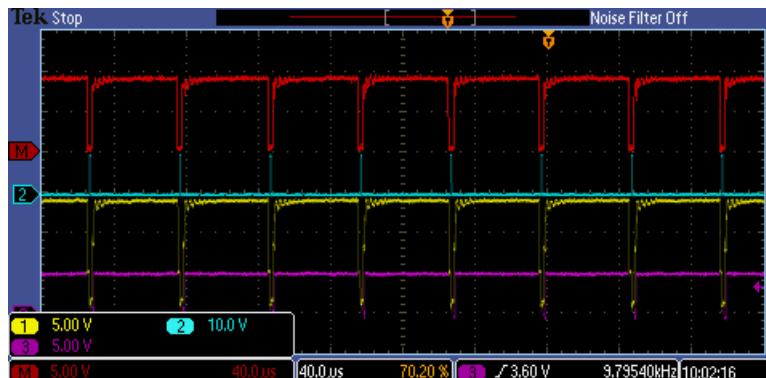 Tek Stop Noise Filter Off
T
T
M
2
1 5.00 V 2 10.0 V
3 5.00 V
M 5.00 V 40.0 us 40.0 us 70.20 % 3 3.60 V 9.79540kHz 10:02:16